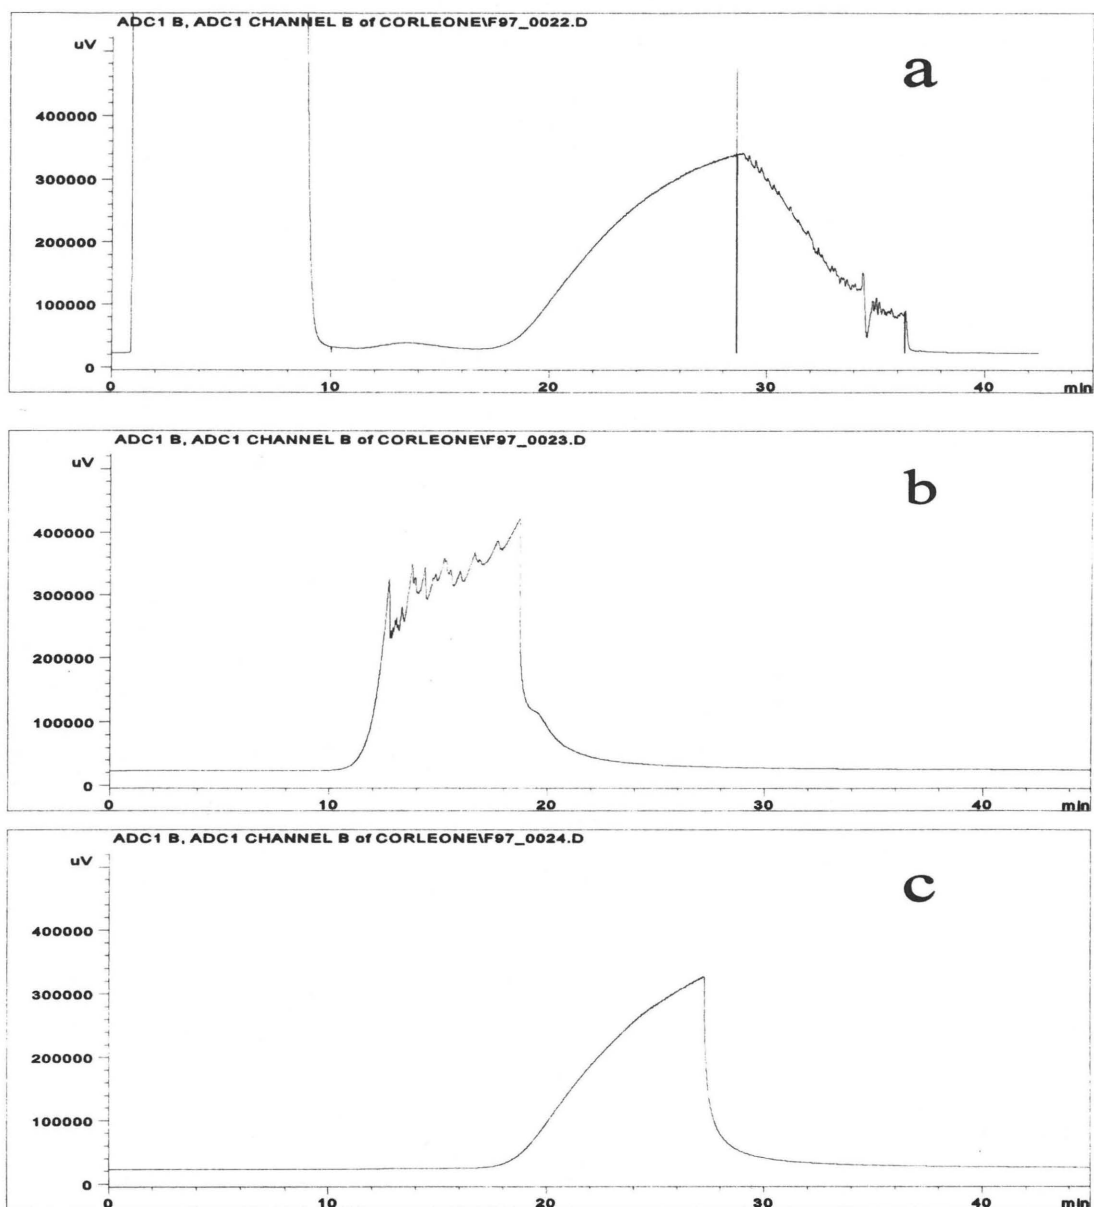 ADC1 B, ADC1 CHANNEL B of CORLEONE\F97_0022.D
uV
a
400000
300000
200000
100000
0
0 10 20 30 40 min
ADC1 B, ADC1 CHANNEL B of CORLEONE\F97_0023.D
uV
b
400000
300000
200000
100000
0
0 10 20 30 40 min
ADC1 B, ADC1 CHANNEL B of CORLEONE\F97_0024.D
uV
c
400000
300000
200000
100000
0
0 10 20 30 40 min